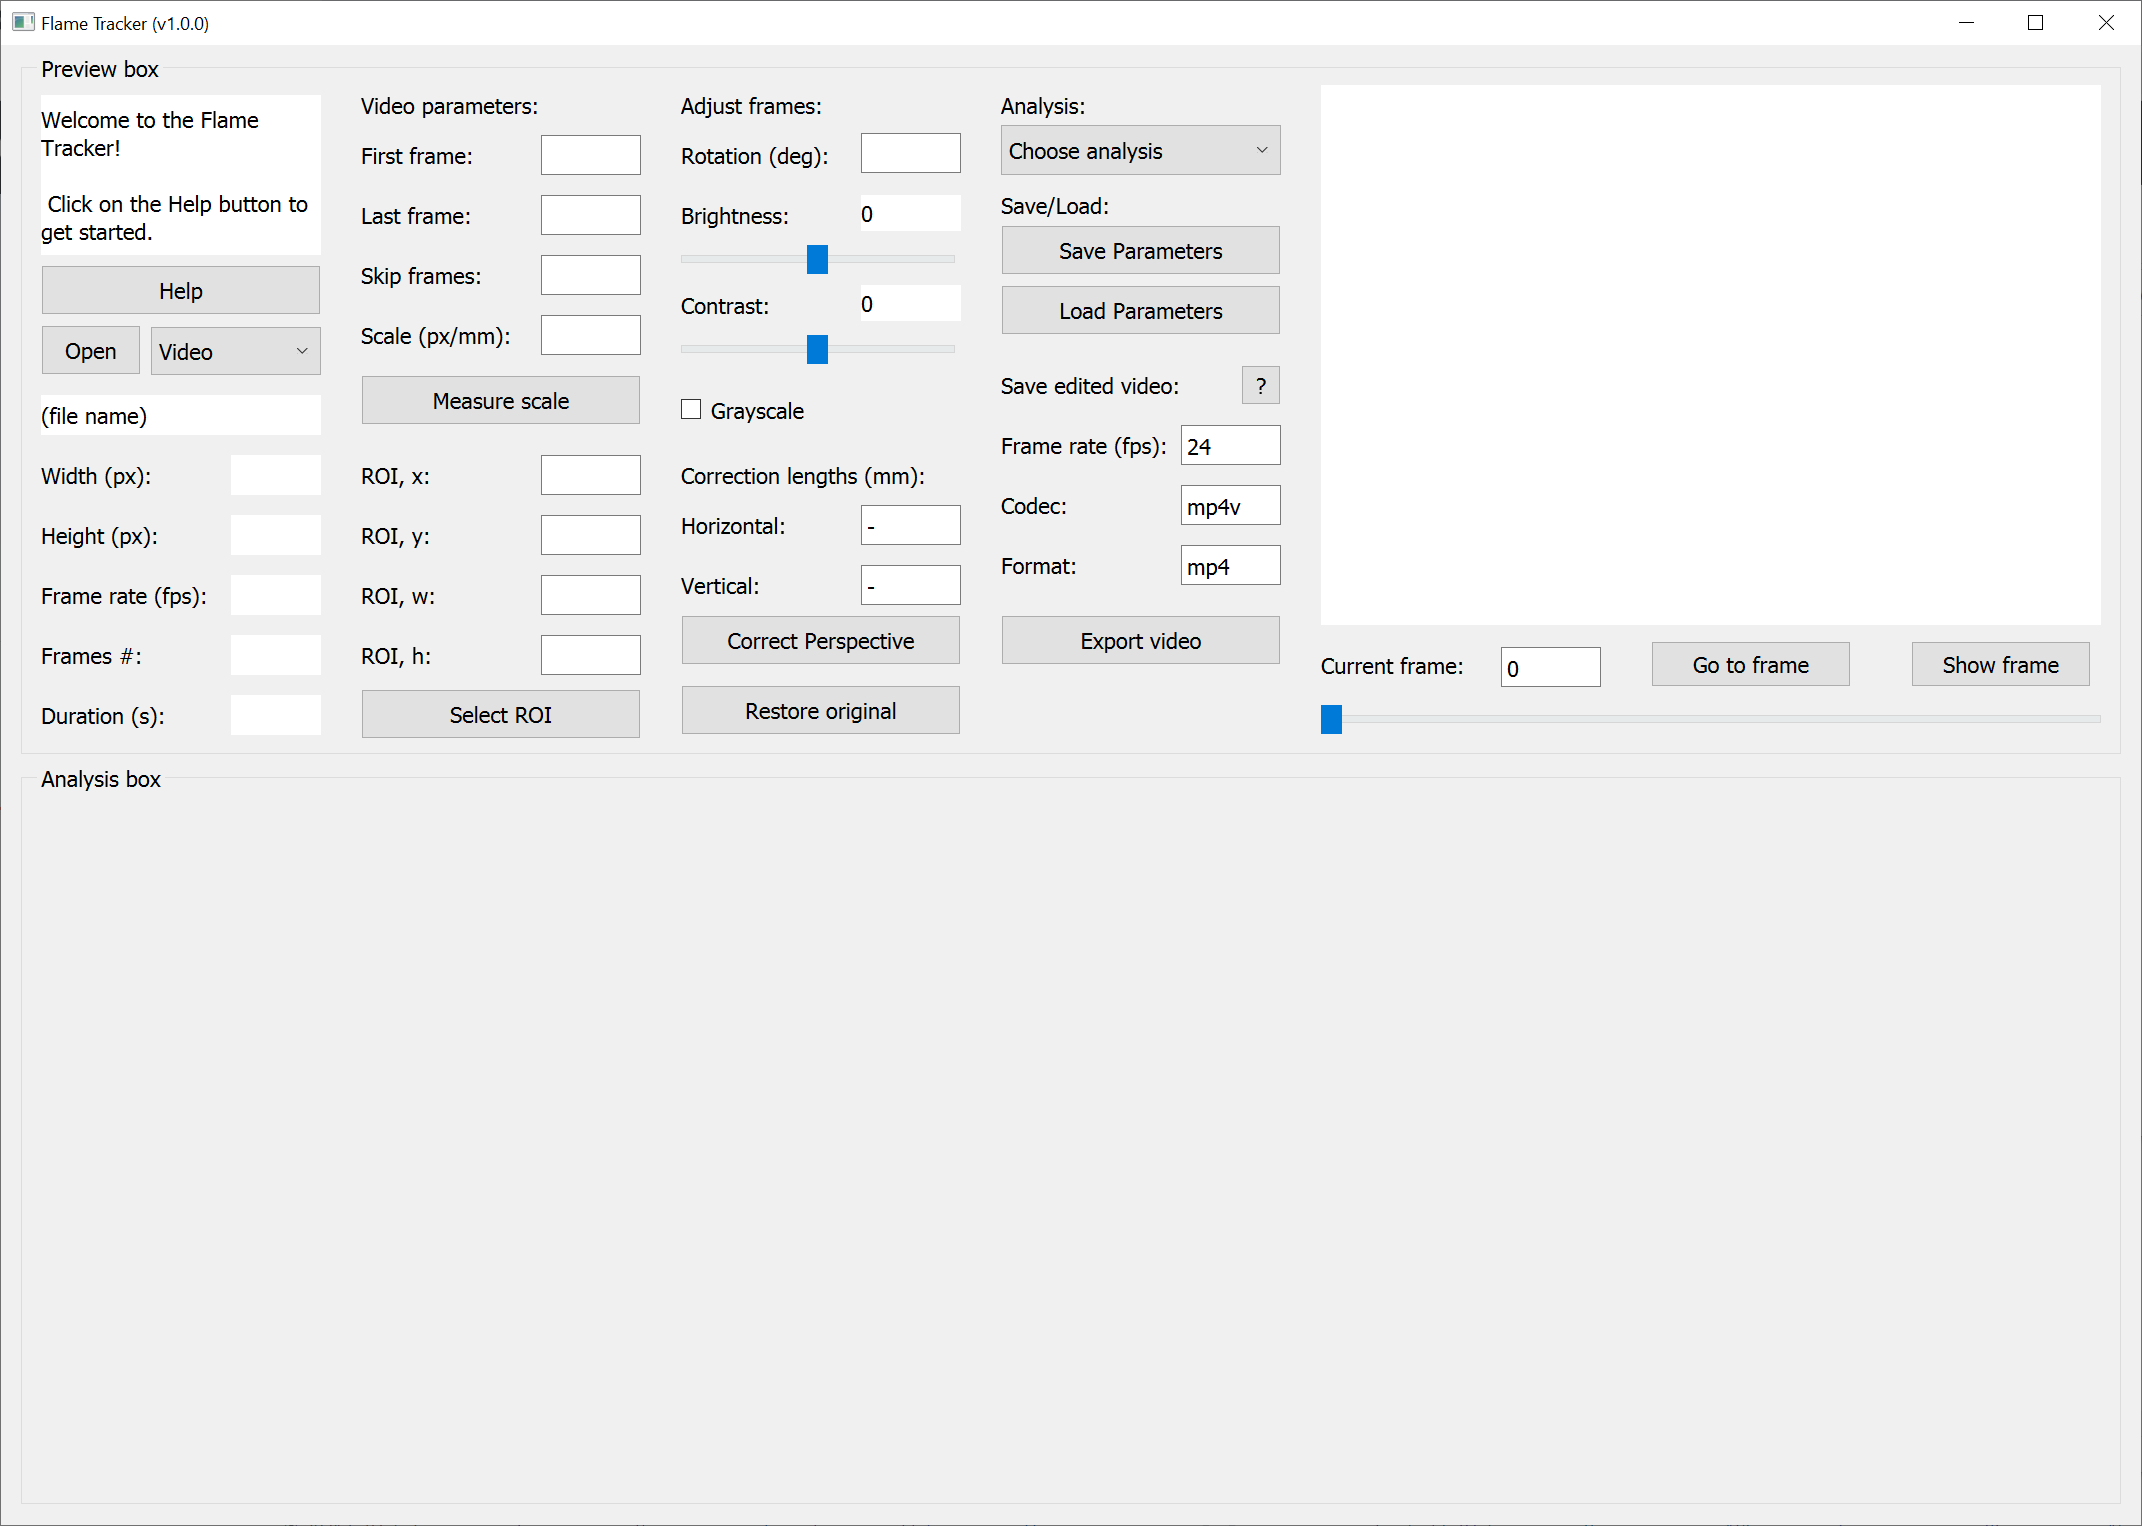 Flame Tracker (v1.0.0)
Preview box
Welcome to the Flame
Tracker!
Click on the Help button to
get started.
Help
Open
Video
(file name)
Width (px):
Height (px):
Frame rate (fps):
Frames #:
Duration (s):
Video parameters:
First frame:
Last frame:
Skip frames:
Scale (px/mm):
Measure scale
ROI, x:
ROI, y:
ROI, w:
ROI, h:
Select ROI
Adjust frames:
Rotation (deg):
Brightness: 0
Contrast: 0
Grayscale
Correction lengths (mm):
Horizontal: -
Vertical: -
Correct Perspective
Restore original
Analysis:
Choose analysis
Save/Load:
Save Parameters
Load Parameters
Save edited video: ?
Frame rate (fps): 24
Codec: mp4v
Format: mp4
Export video
Current frame: 0
Go to frame
Show frame
Analysis box